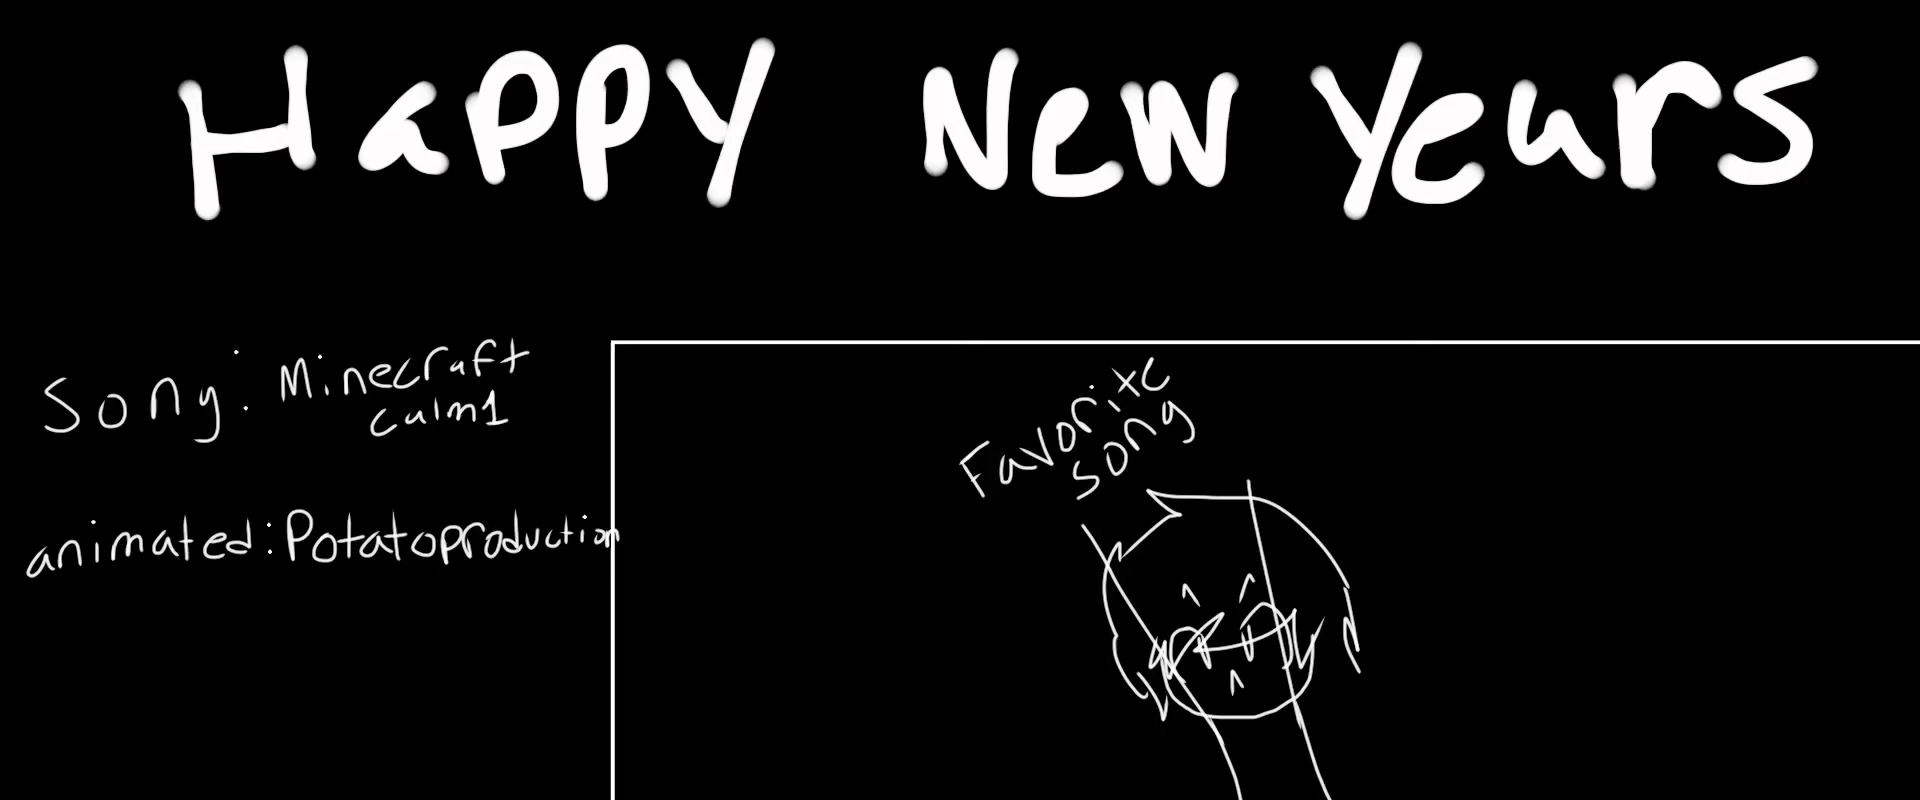 Happy New Years
Song: Minecraft
calm1
animated: Potatoproduction
Favorite
song